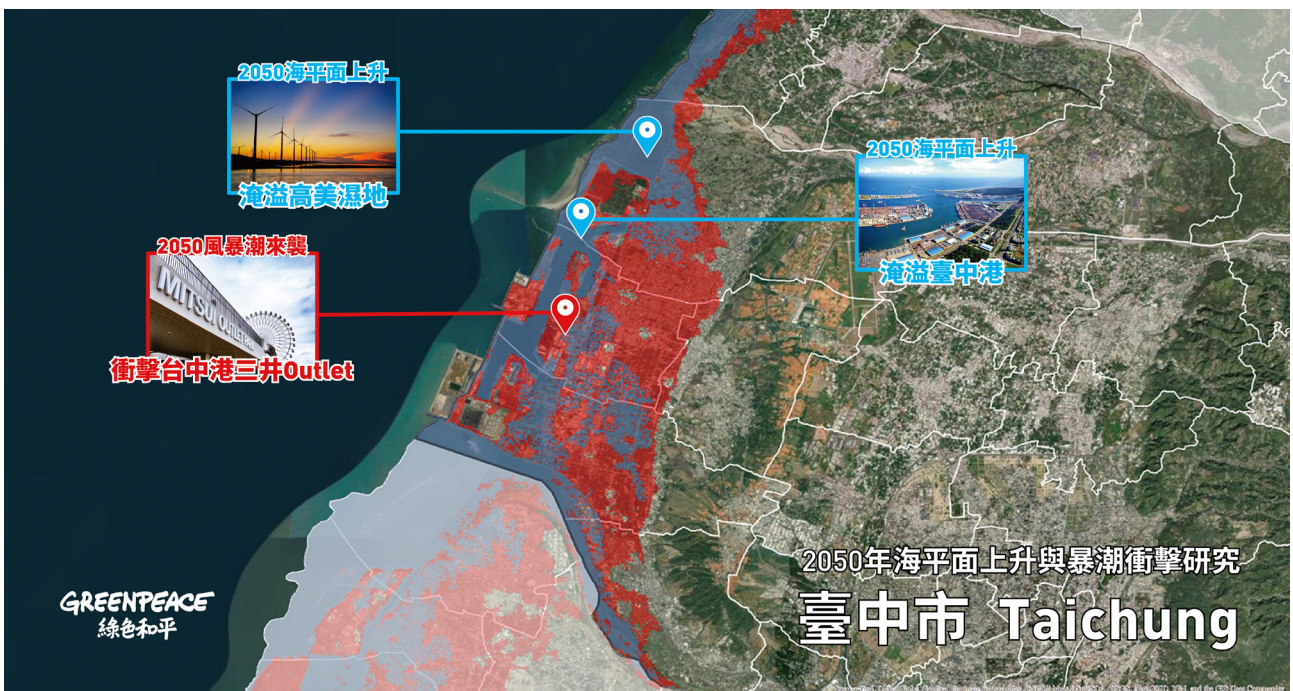 2050海平面上升
淹溢高美濕地
2050海平面上升
淹溢臺中港
2050風暴潮來襲
MITSUI OUTLET PARK
衝擊台中港三井Outlet
2050年海平面上升與暴潮衝擊研究
臺中市 Taichung
GREENPEACE
綠色和平